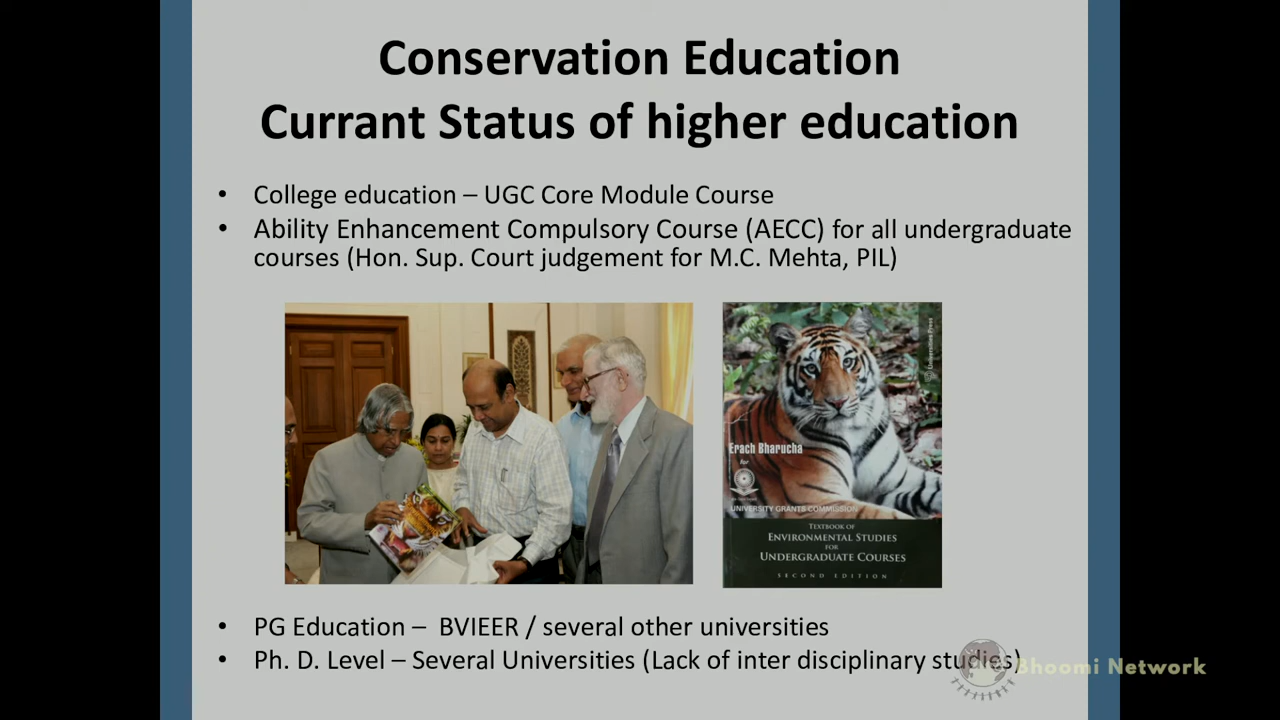 Conservation Education
Currant Status of higher education
• College education – UGC Core Module Course
• Ability Enhancement Compulsory Course (AECC) for all undergraduate
courses (Hon. Sup. Court judgement for M.C. Mehta, PIL)
Universities Press
Erach Bharucha
for
UNIVERSITY GRANTS COMMISSION
TEXTBOOK OF
ENVIRONMENTAL STUDIES
FOR
UNDERGRADUATE COURSES
SECOND EDITION
• PG Education – BVIEER / several other universities
• Ph. D. Level – Several Universities (Lack of inter disciplinary studies)
Bhoomi Network